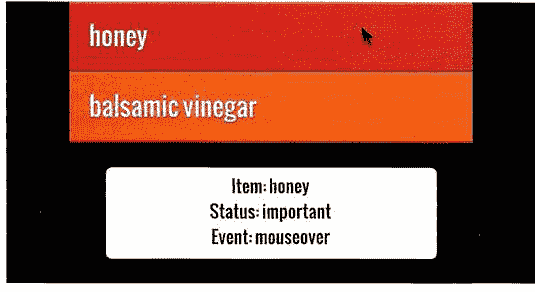 honey
balsamic vinegar
Item: honey
Status: important
Event: mouseover